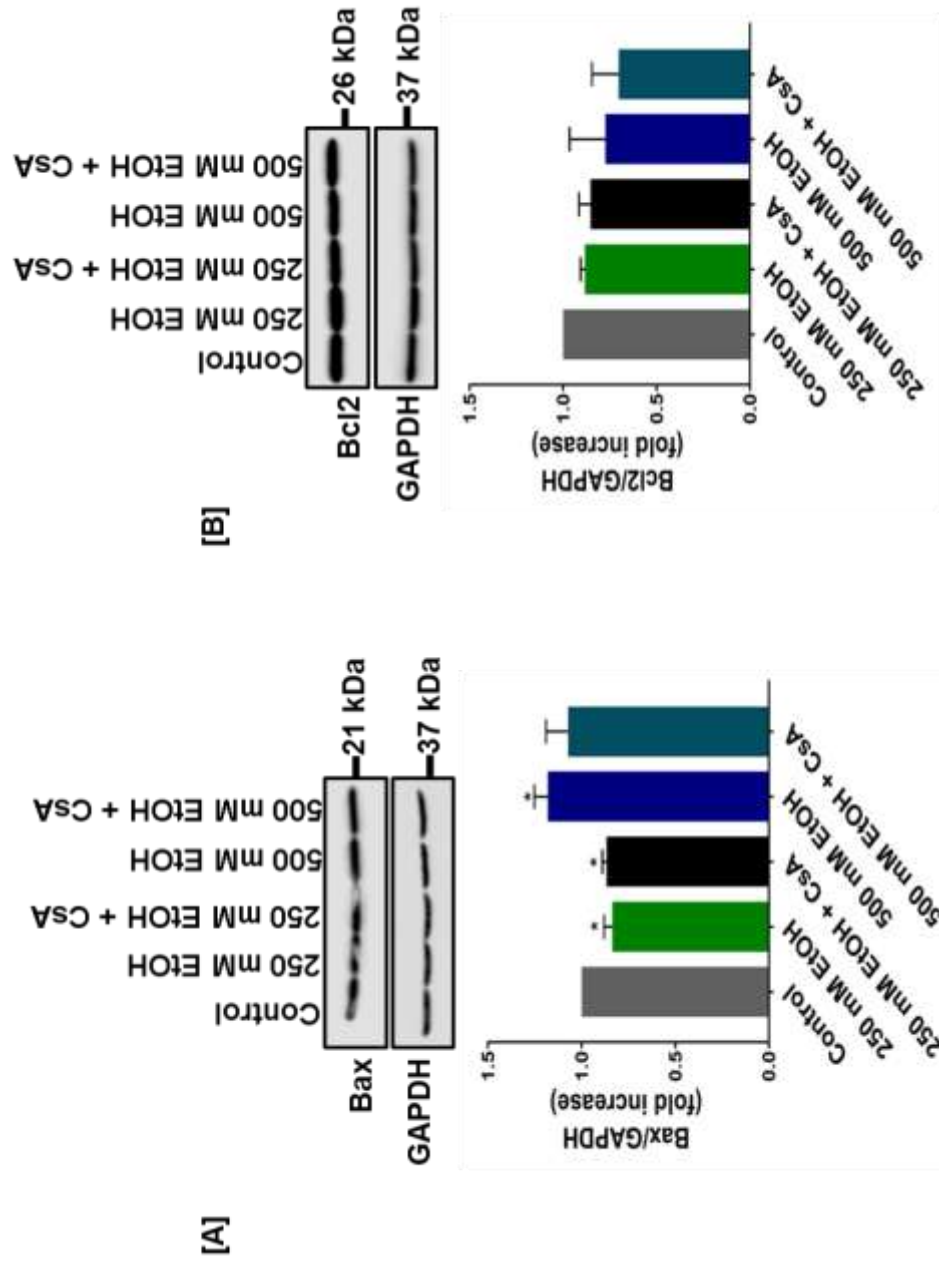 [A]
Control
250 mM EtOH
250 mM EtOH + CsA
500 mM EtOH
500 mM EtOH + CsA
Bax
21 kDa
GAPDH
37 kDa
Bax/GAPDH
(fold increase)
1.5
1.0
0.5
0.0
*
*
*
Control
250 mM EtOH
250 mM EtOH + CsA
500 mM EtOH
500 mM EtOH + CsA
[B]
Control
250 mM EtOH
250 mM EtOH + CsA
500 mM EtOH
500 mM EtOH + CsA
Bcl2
26 kDa
GAPDH
37 kDa
Bcl2/GAPDH
(fold increase)
1.5
1.0
0.5
0.0
Control
250 mM EtOH
250 mM EtOH + CsA
500 mM EtOH
500 mM EtOH + CsA